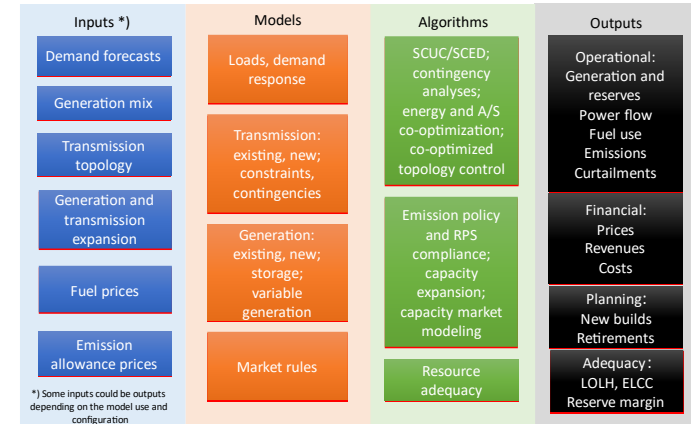 Inputs *)
Demand forecasts
Generation mix
Transmission
topology
Generation and
transmission
expansion
Fuel prices
Emission
allowance prices
*) Some inputs could be outputs
depending on the model use and
configuration
Models
Loads, demand
response
Transmission:
existing, new;
constraints,
contingencies
Generation:
existing, new;
storage;
variable
generation
Market rules
Algorithms
SCUC/SCED;
contingency
analyses;
energy and A/S
co-optimization;
co-optimized
topology control
Emission policy
and RPS
compliance;
capacity
expansion;
capacity market
modeling
Resource
adequacy
Outputs
Operational:
Generation and
reserves
Power flow
Fuel use
Emissions
Curtailments
Financial:
Prices
Revenues
Costs
Planning:
New builds
Retirements
Adequacy:
LOLH, ELCC
Reserve margin